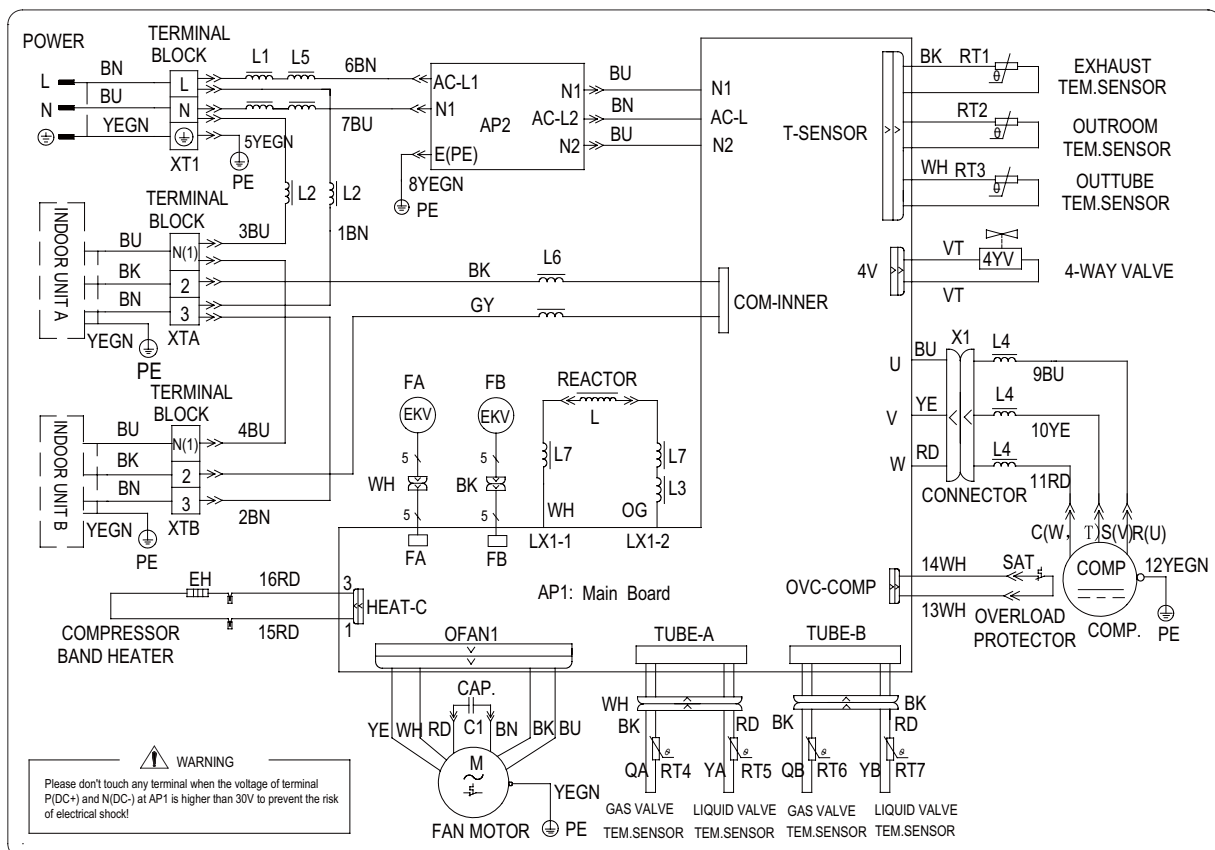 POWER
TERMINAL
BLOCK
L1 L5
6BN
L BN L
N BU N
YEGN
5YEGN
XT1
PE
7BU
AC-L1
N1
AP2
N1
AC-L2
N2
E(PE)
8YEGN
PE
BU
BN
BU
N1
AC-L
N2
T-SENSOR
BK RT1
θ
EXHAUST
TEM.SENSOR
RT2
θ
OUTROOM
TEM.SENSOR
WH RT3
θ
OUTTUBE
TEM.SENSOR
L2 L2
TERMINAL
BLOCK
3BU
1BN
INDOOR UNIT A
BU N(1)
BK 2
BN 3
YEGN
XTA
PE
BK L6
GY
COM-INNER
4V
VT
4YV
VT
4-WAY VALVE
TERMINAL
BLOCK
4BU
INDOOR UNIT B
BU N(1)
BK 2
BN 3
YEGN
XTB
2BN
PE
FA
EKV
5
WH
5
FA
FB
EKV
5
BK
5
FB
REACTOR
L
L7 L7
L3
WH OG
LX1-1 LX1-2
U BU X1 L4
9BU
V YE L4
10YE
W RD L4
11RD
CONNECTOR
C(W, T)S(V)R(U)
COMP
12YEGN
COMP.
PE
14WH SAT
OVC-COMP
13WH
OVERLOAD
PROTECTOR
AP1: Main Board
EH 16RD 3
HEAT-C
15RD 1
COMPRESSOR
BAND HEATER
OFAN1
CAP.
C1
YE WH RD BN BK BU
M
YEGN
PE
FAN MOTOR
TUBE-A
WH
BK RD
θ θ
QA RT4 YA RT5
GAS VALVE
TEM.SENSOR
LIQUID VALVE
TEM.SENSOR
TUBE-B
BK
BK RD
θ θ
QB RT6 YB RT7
GAS VALVE
TEM.SENSOR
LIQUID VALVE
TEM.SENSOR
WARNING
Please don't touch any terminal when the voltage of terminal
P(DC+) and N(DC-) at AP1 is higher than 30V to prevent the risk
of electrical shock!